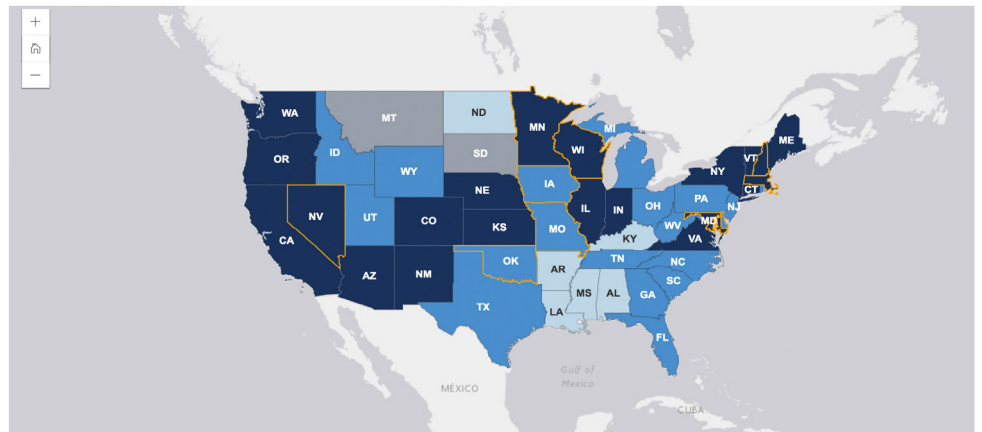 +
−
WA
MT
ND
MN
ME
OR
ID
SD
WI
MI
VT
NY
WY
IA
NE
CT
PA
NJ
NV
UT
CO
IL
IN
OH
MD
CA
KS
MO
WV
VA
KY
AZ
NM
OK
AR
TN
NC
SC
TX
MS
AL
GA
LA
FL
Gulf of
Mexico
MÉXICO
CUBA